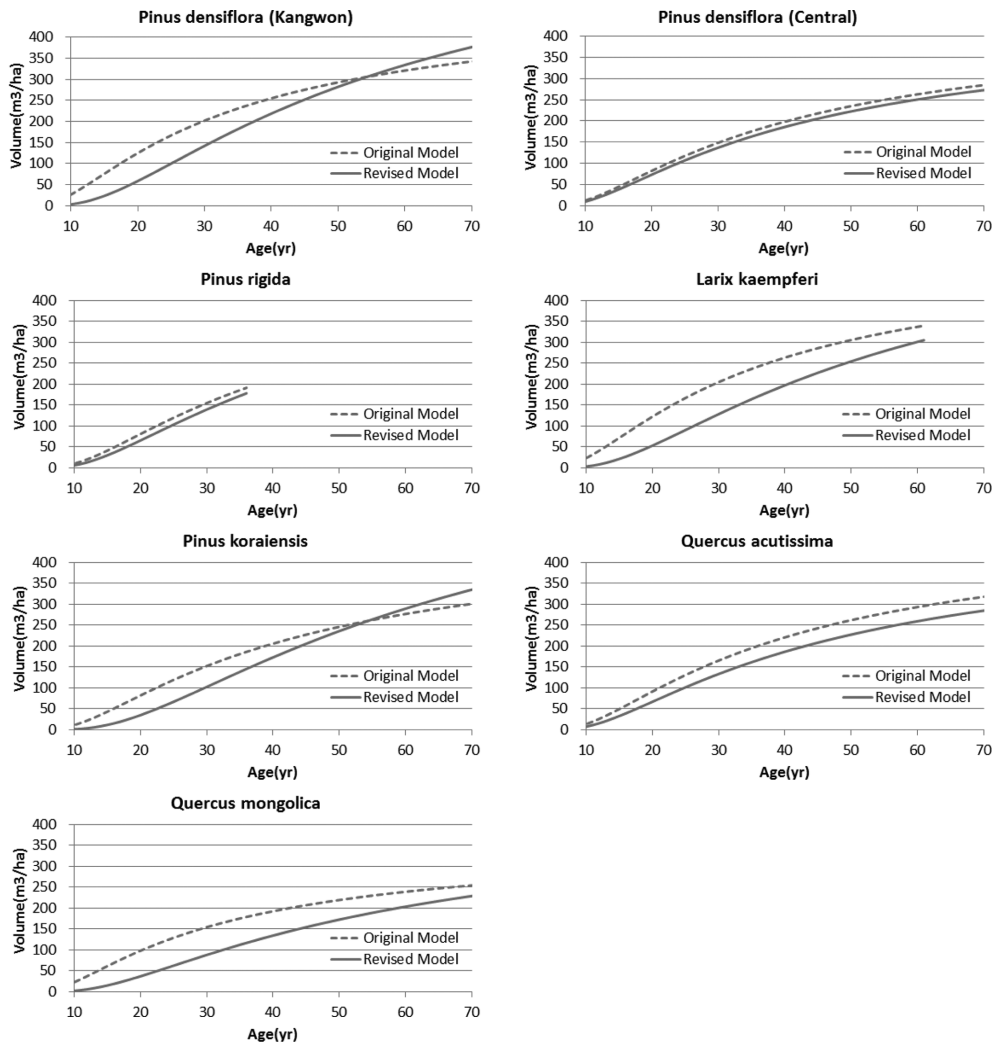 Pinus densiflora (Kangwon)
Volume(m3/ha)
400
350
300
250
200
150
100
50
0
Original Model
Revised Model
10 20 30 40 50 60 70
Age(yr)
Pinus densiflora (Central)
Volume(m3/ha)
400
350
300
250
200
150
100
50
0
Original Model
Revised Model
10 20 30 40 50 60 70
Age(yr)
Pinus rigida
Volume(m3/ha)
400
350
300
250
200
150
100
50
0
Original Model
Revised Model
10 20 30 40 50 60 70
Age(yr)
Larix kaempferi
Volume(m3/ha)
400
350
300
250
200
150
100
50
0
Original Model
Revised Model
10 20 30 40 50 60 70
Age(yr)
Pinus koraiensis
Volume(m3/ha)
400
350
300
250
200
150
100
50
0
Original Model
Revised Model
10 20 30 40 50 60 70
Age(yr)
Quercus acutissima
Volume(m3/ha)
400
350
300
250
200
150
100
50
0
Original Model
Revised Model
10 20 30 40 50 60 70
Age(yr)
Quercus mongolica
Volume(m3/ha)
400
350
300
250
200
150
100
50
0
Original Model
Revised Model
10 20 30 40 50 60 70
Age(yr)